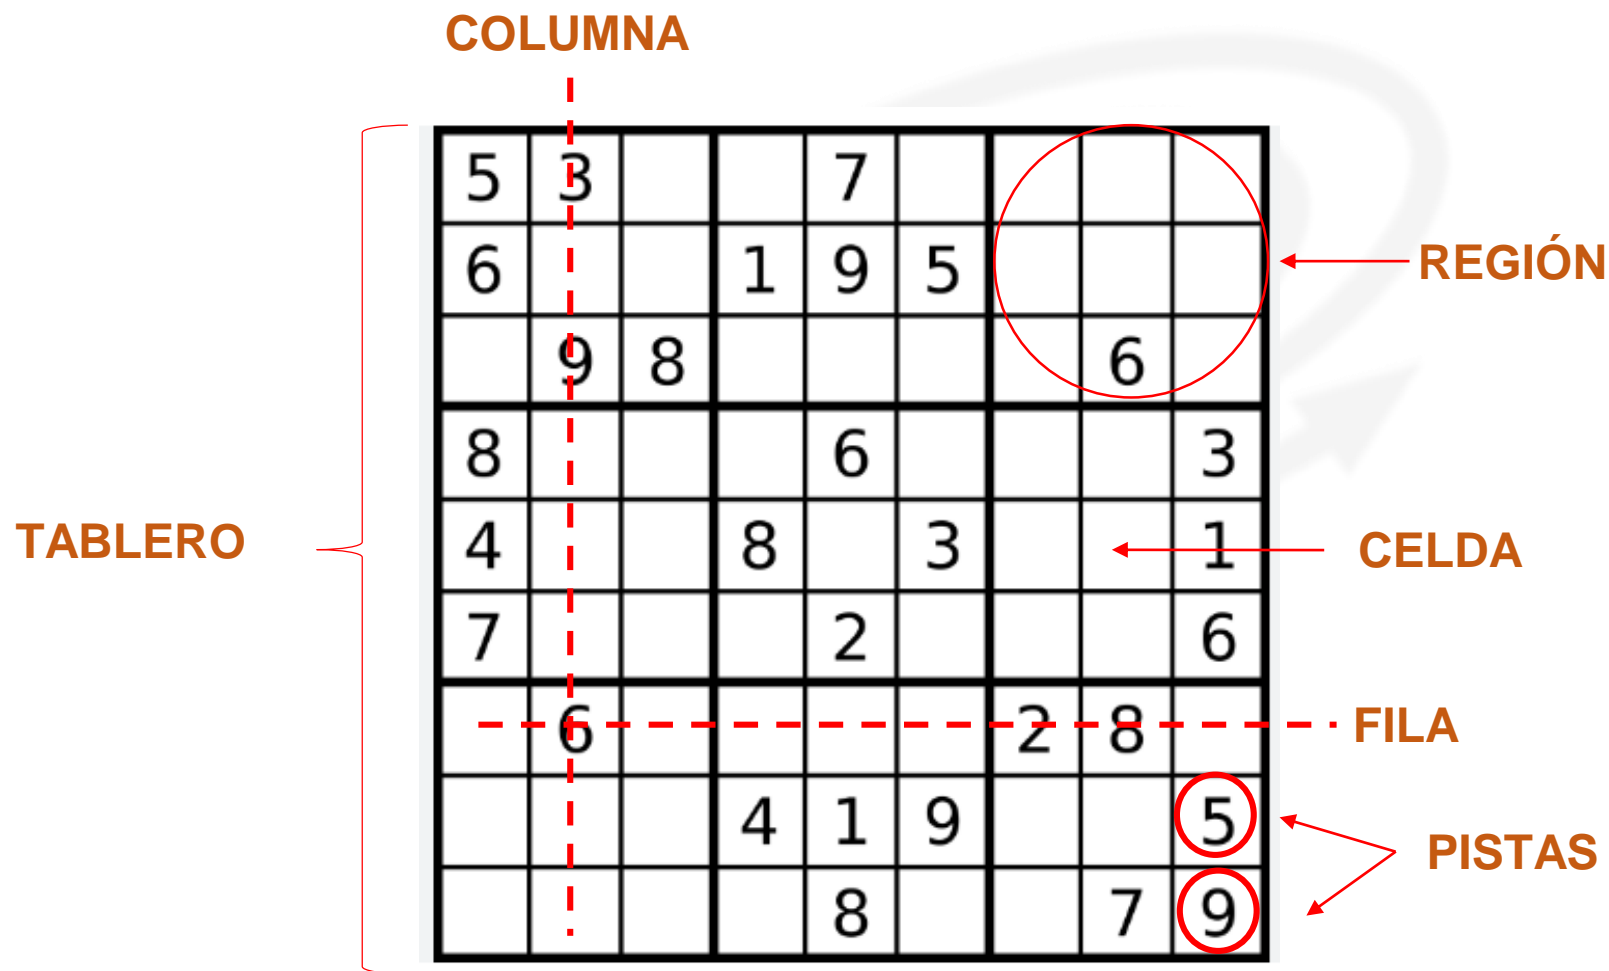 COLUMNA
5 3 7
6 1 9 5
REGIÓN
9 8 6
8 6 3
TABLERO
4 8 3 1
CELDA
7 2 6
6 2 8
FILA
4 1 9 5
PISTAS
8 7 9